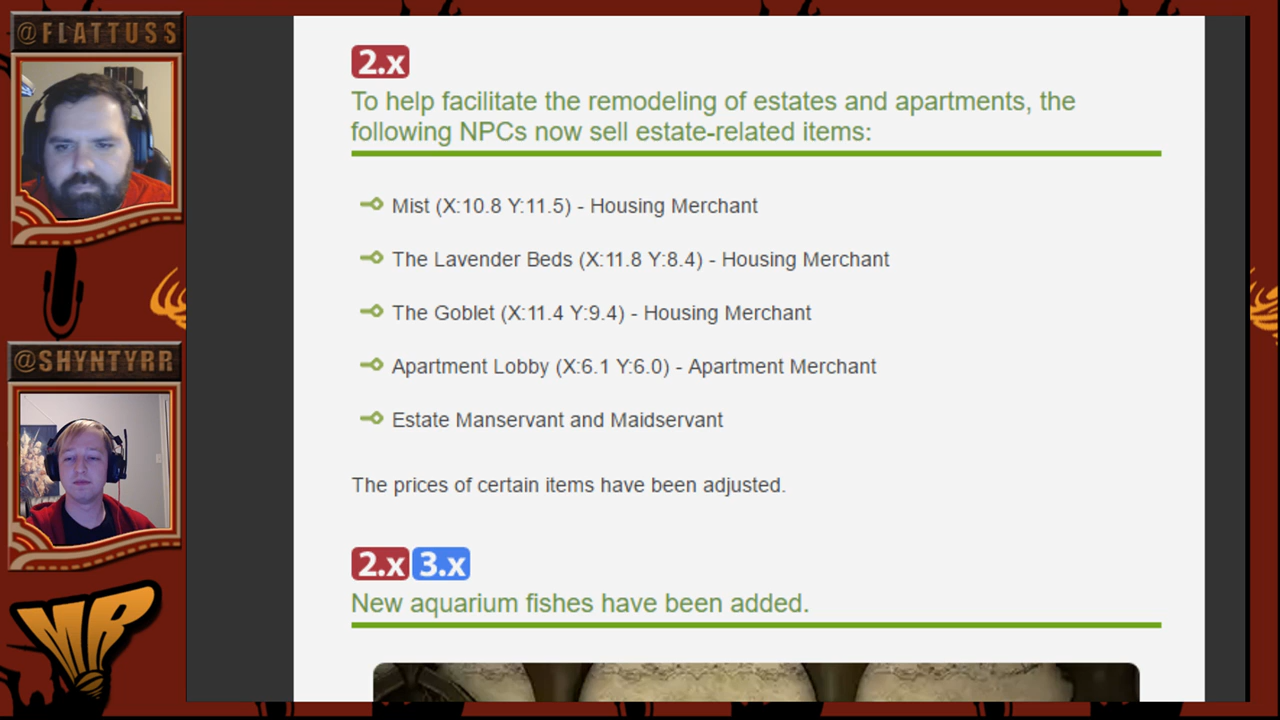 @FLATTUSS
2.x
To help facilitate the remodeling of estates and apartments, the
following NPCs now sell estate-related items:
Mist (X:10.8 Y:11.5) - Housing Merchant
The Lavender Beds (X:11.8 Y:8.4) - Housing Merchant
The Goblet (X:11.4 Y:9.4) - Housing Merchant
@SHYNTYRR
Apartment Lobby (X:6.1 Y:6.0) - Apartment Merchant
Estate Manservant and Maidservant
The prices of certain items have been adjusted.
2.x 3.x
New aquarium fishes have been added.
MR